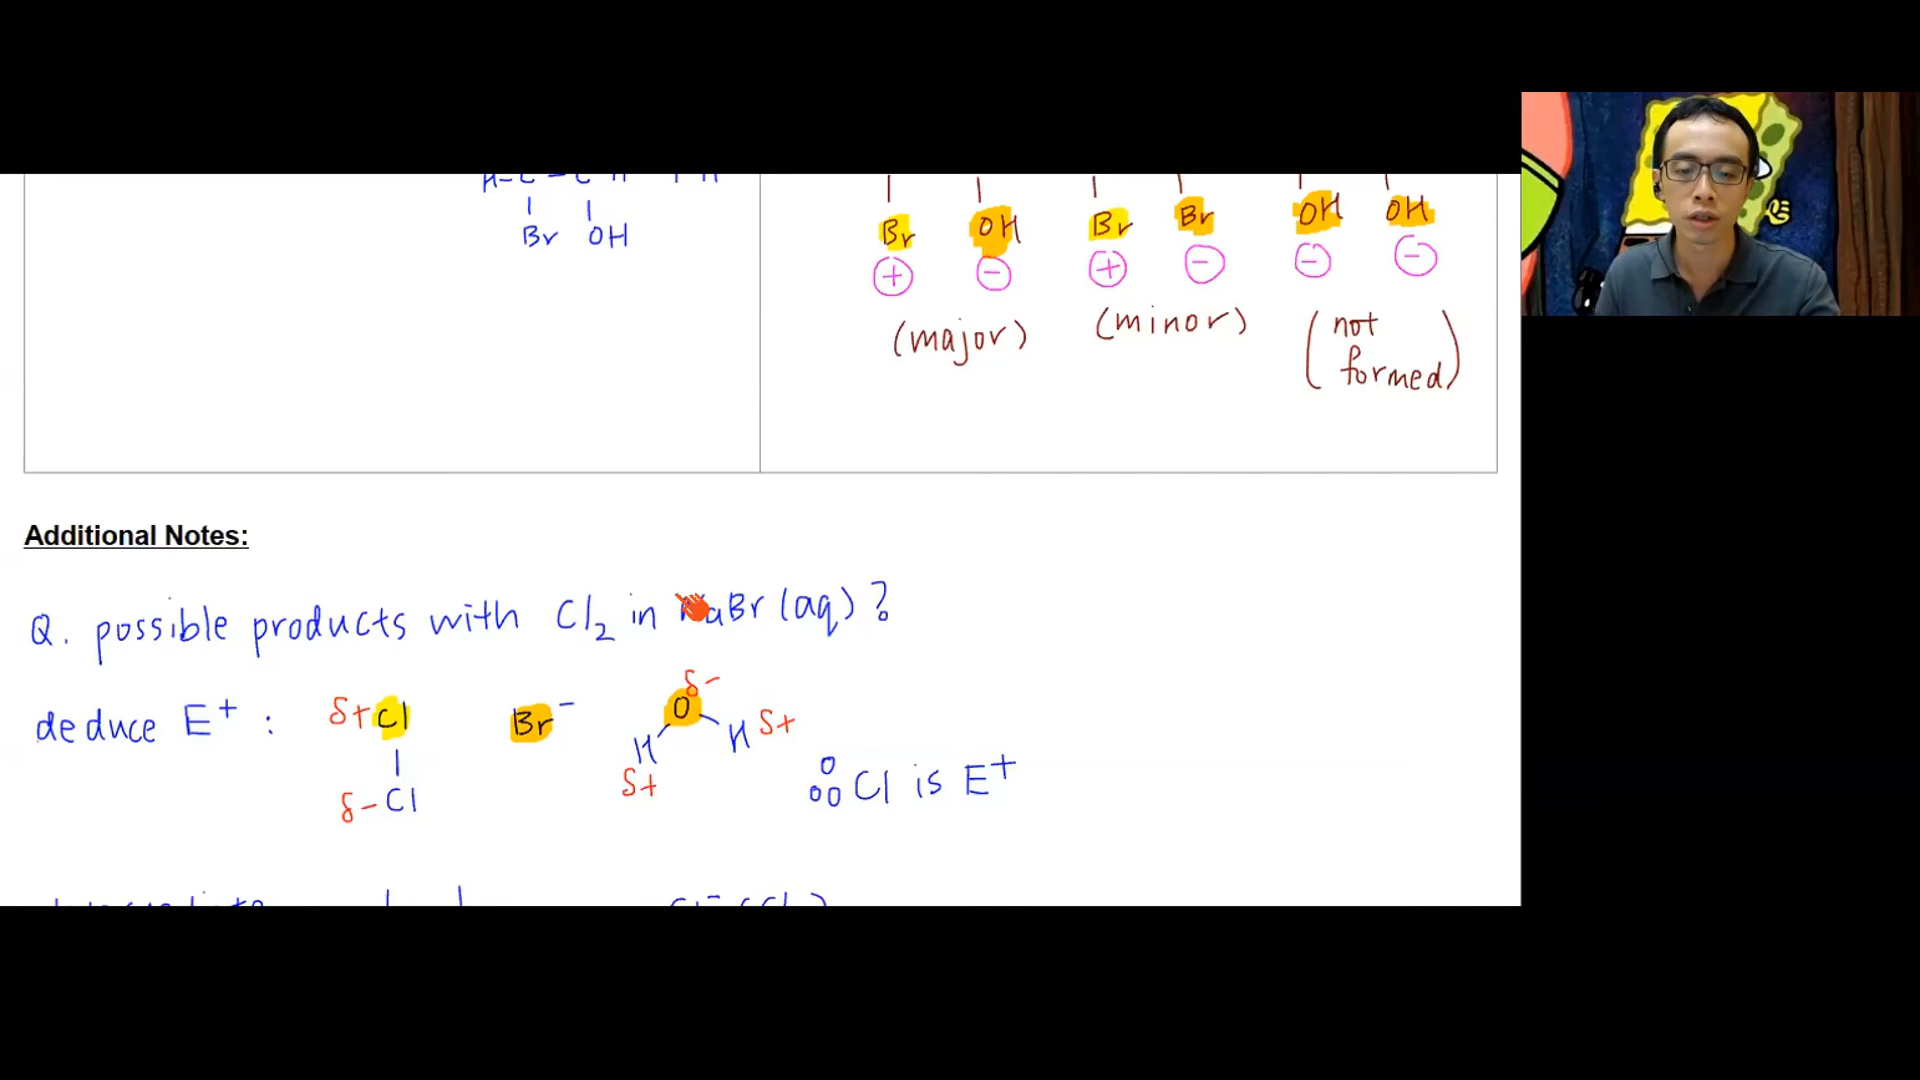 Br OH
Br OH Br Br OH OH
+ − + − − −
(major) (minor) (not formed)
Additional Notes:
Q. possible products with Cl2 in NaBr (aq)?
deduce E+ : δ+ Cl Br− O δ−
H H δ+
δ− Cl δ+ Cl is E+